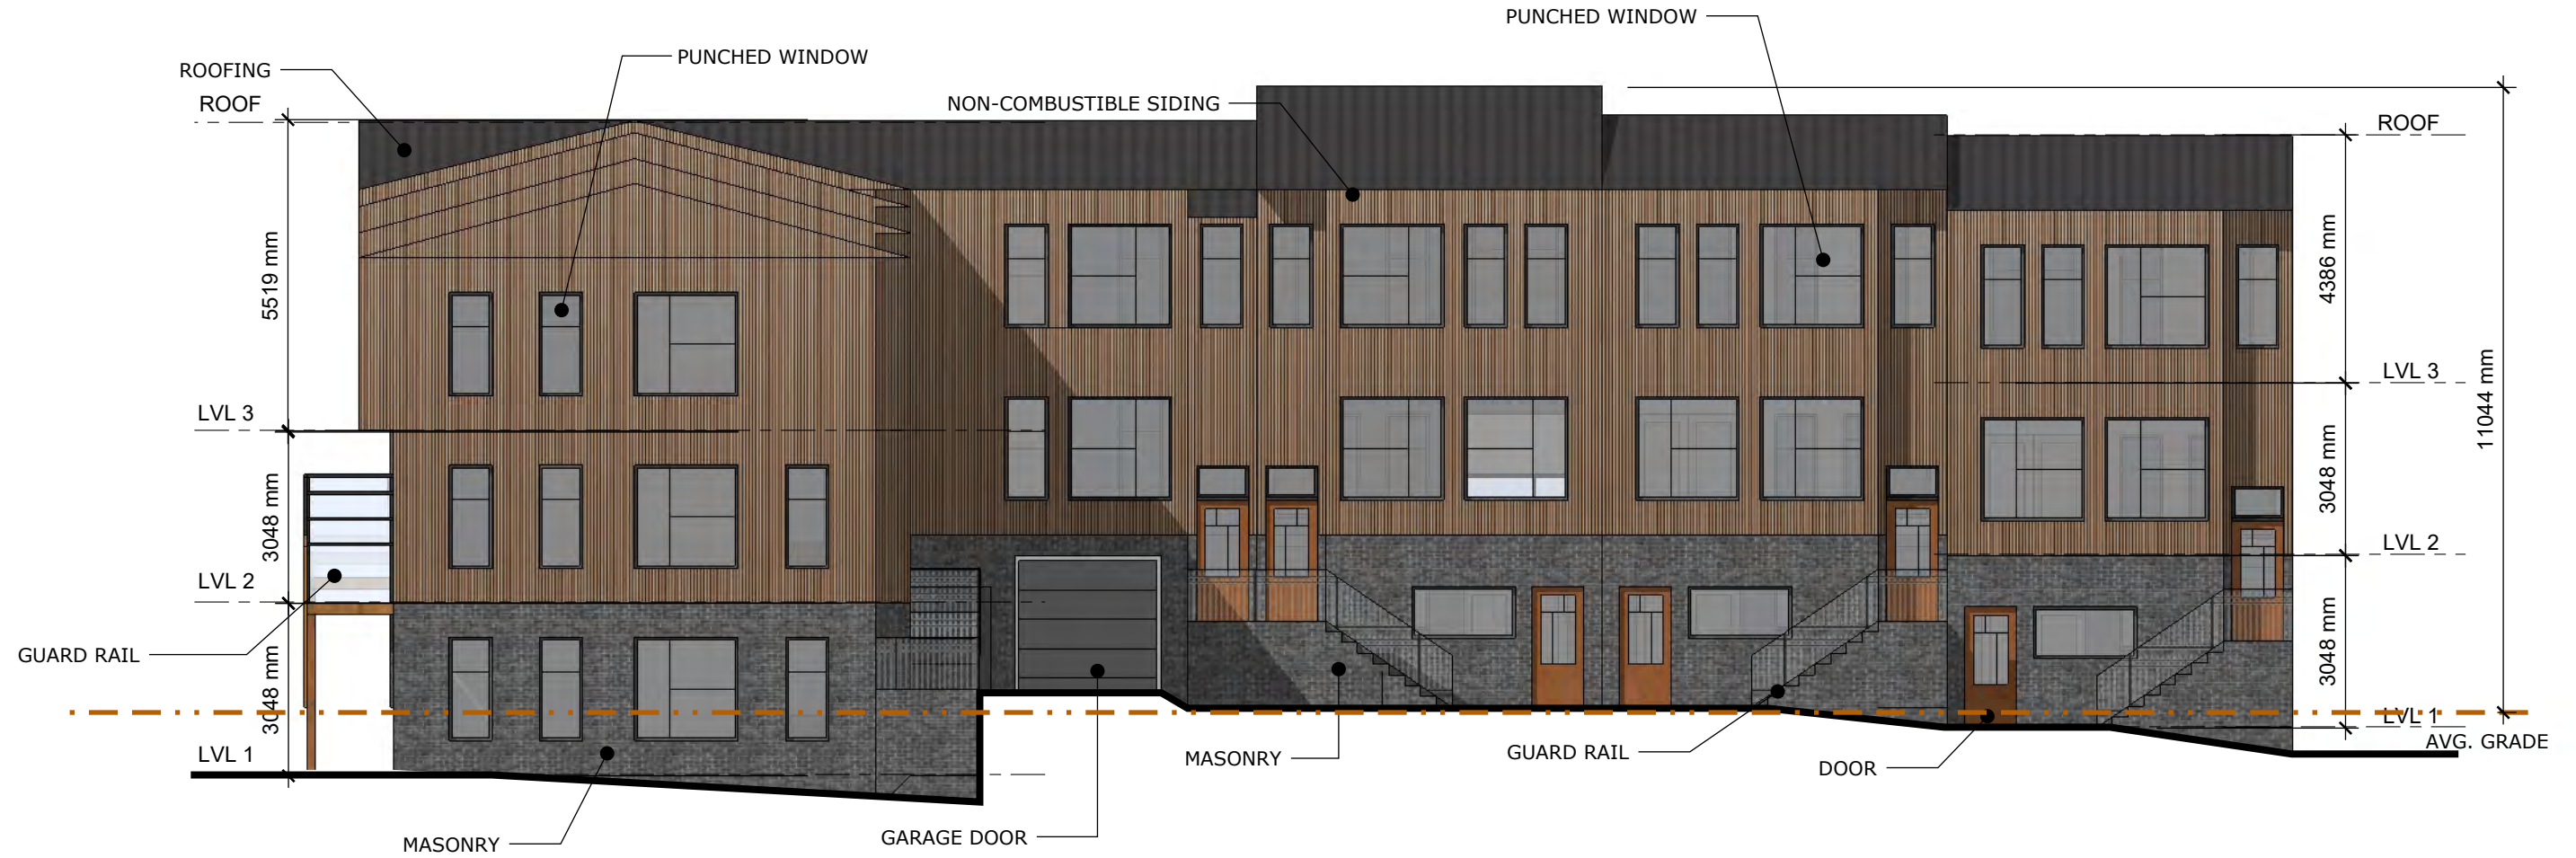 PUNCHED WINDOW
PUNCHED WINDOW
ROOFING
ROOF
NON-COMBUSTIBLE SIDING
ROOF
5519 mm
4386 mm
11044 mm
LVL 3
LVL 3
3048 mm
3048 mm
LVL 2
LVL 2
GUARD RAIL
3048 mm
3048 mm
LVL 1
AVG. GRADE
LVL 1
MASONRY
GUARD RAIL
DOOR
MASONRY
GARAGE DOOR